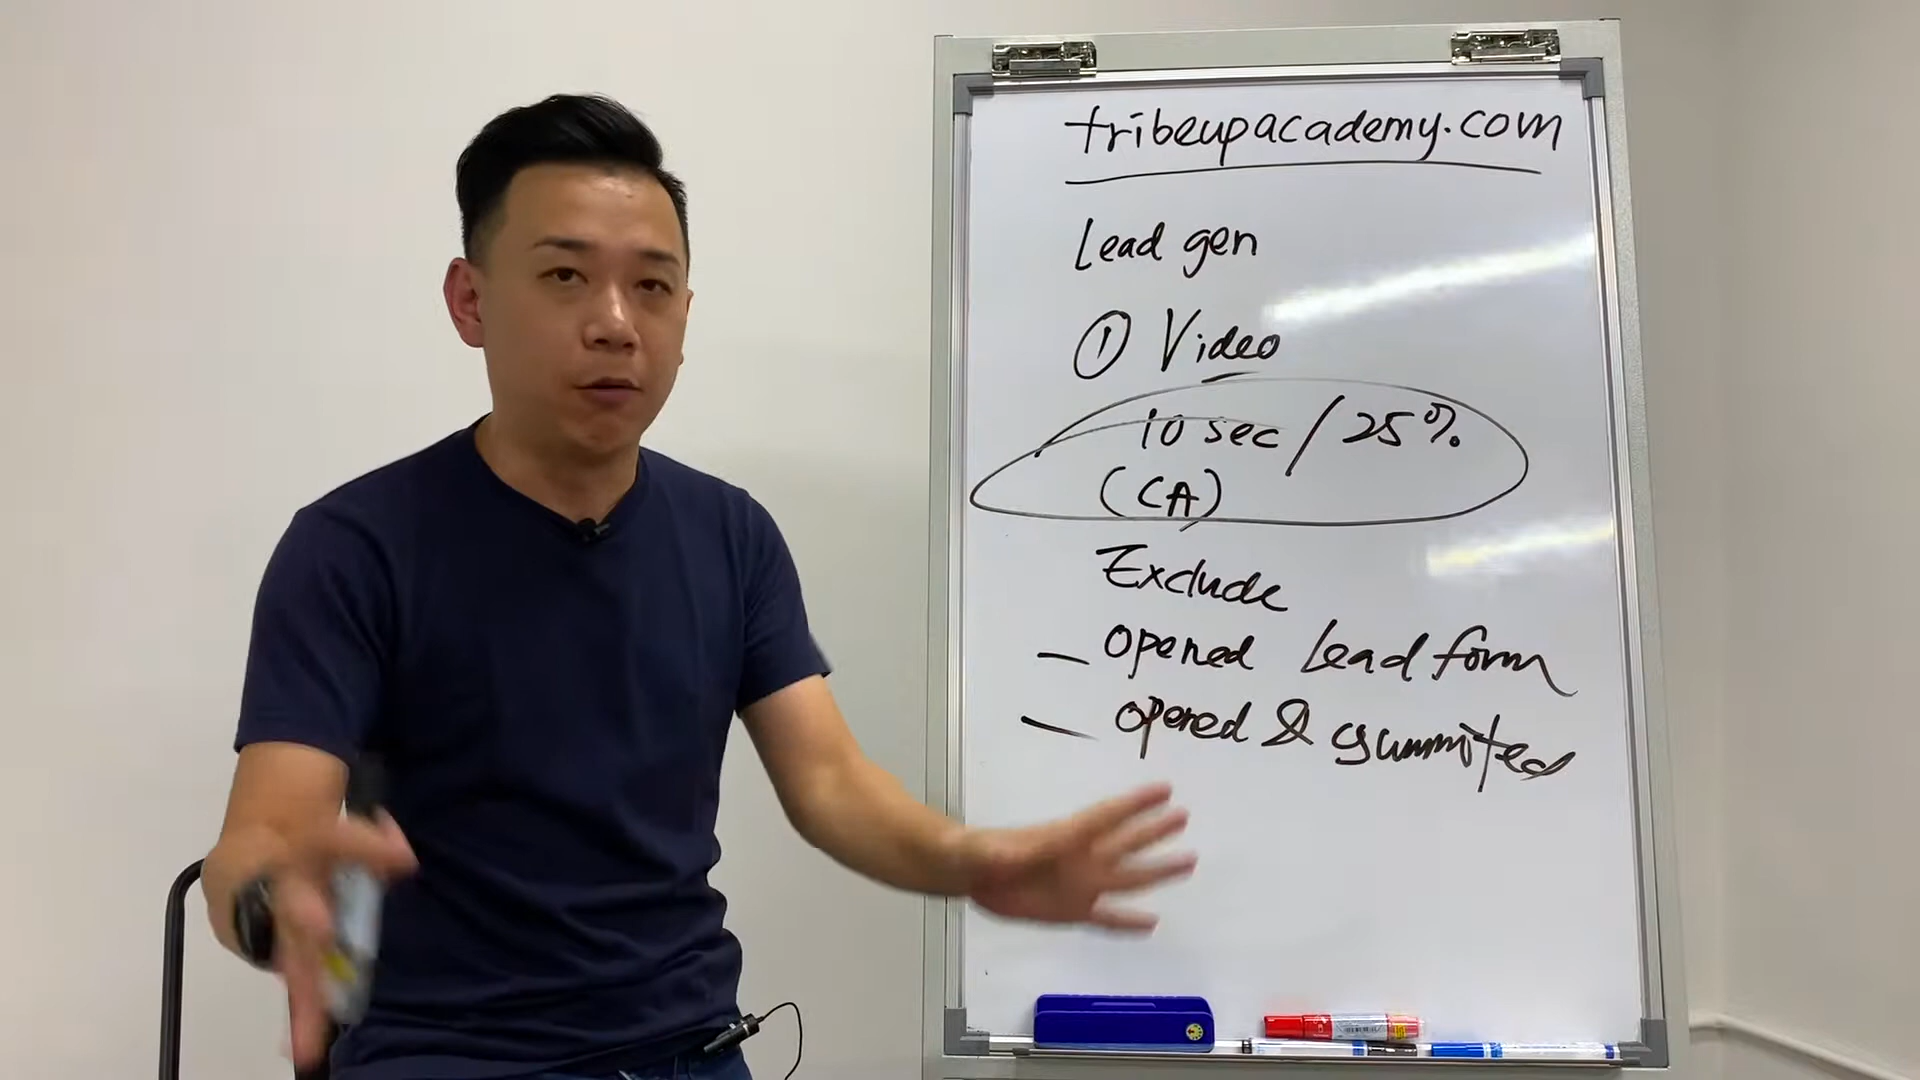 tribeupacademy.com
Lead gen
① Video
10 sec / 25%
(CA)
Exclude
- opened Lead form
- opened & summited